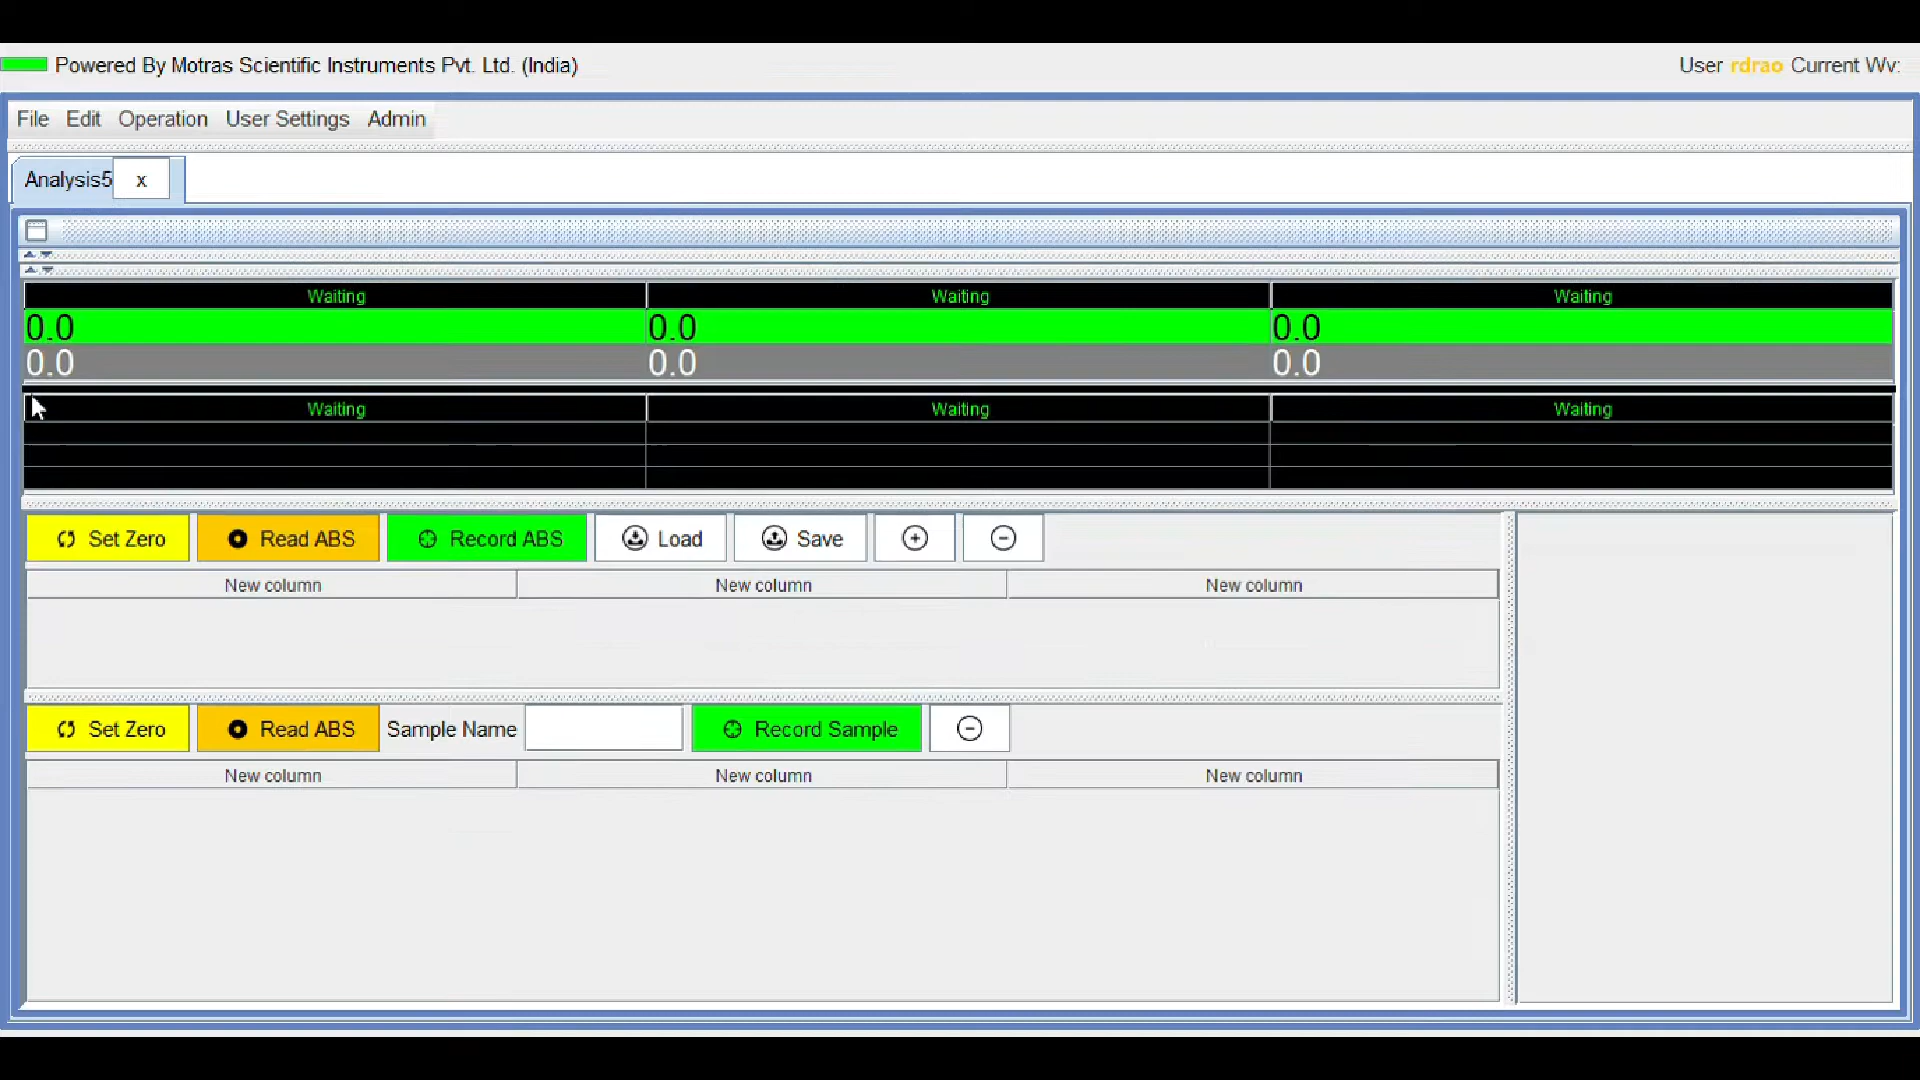 Powered By Motras Scientific Instruments Pvt. Ltd. (India) User rdrao Current Wv:
File Edit Operation User Settings Admin
Analysis5 x
Waiting Waiting Waiting
0.0 0.0 0.0
0.0 0.0 0.0
Waiting Waiting Waiting
Set Zero Read ABS Record ABS Load Save
New column New column New column
Set Zero Read ABS Sample Name Record Sample
New column New column New column